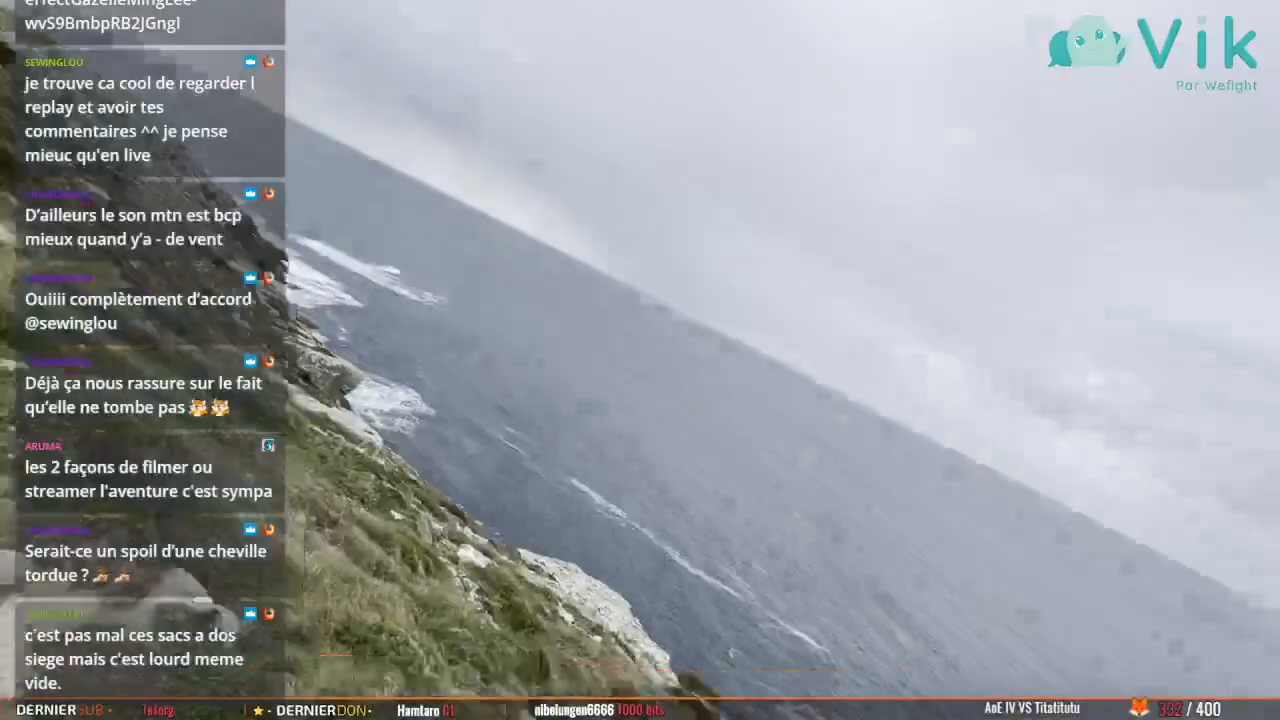 wvS9BmbpRB2JGngI
SEWINGLOU
je trouve ca cool de regarder l
replay et avoir tes
commentaires ^^ je pense
mieuc qu'en live
D'ailleurs le son mtn est bcp
mieux quand y'a - de vent
Ouiiii complètement d'accord
@sewinglou
Déjà ça nous rassure sur le fait
qu'elle ne tombe pas
ARUMA
les 2 façons de filmer ou
streamer l'aventure c'est sympa
Serait-ce un spoil d'une cheville
tordue ?
c'est pas mal ces sacs a dos
siege mais c'est lourd meme
vide.
Vik
Par Wefight
DERNIER SUB - DERNIER DON - Hamtaro nibelungen6666 1000 bits AoE IV VS Titatitutu 332 / 400